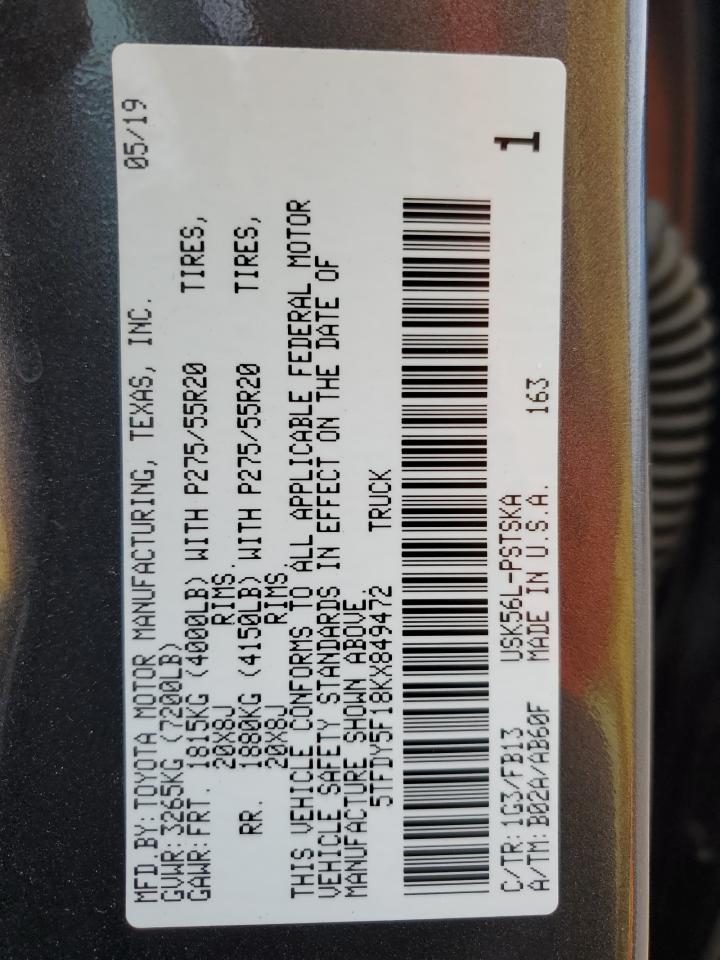 MFD BY: TOYOTA MOTOR MANUFACTURING, TEXAS, INC. 05/19
GVWR: 3265KG (7200LB)
GAWR: FRT. 1815KG (4000LB) WITH P275/55R20 TIRES,
20X8J RIMS.
RR. 1880KG (4150LB) WITH P275/55R20 TIRES,
20X8J RIMS
THIS VEHICLE CONFORMS TO ALL APPLICABLE FEDERAL MOTOR
VEHICLE SAFETY STANDARDS IN EFFECT ON THE DATE OF
MANUFACTURE SHOWN ABOVE.
5TFDY5F18KX849472 TRUCK
C/TR: 1G3/FB13 USK56L-PSTSKA 1
A/TM: B02A/AB60F MADE IN U.S.A. 163